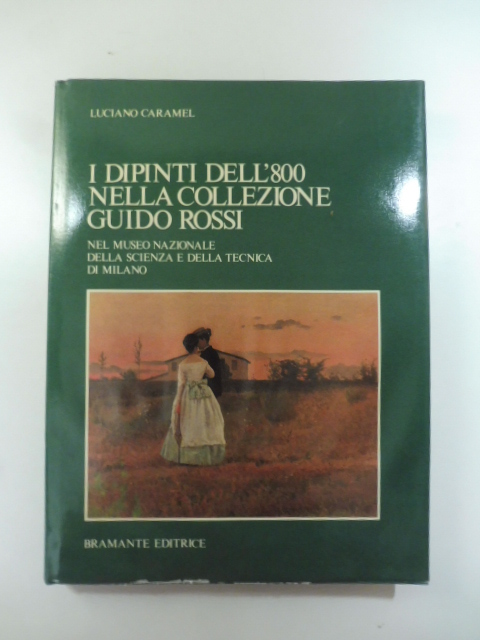 LUCIANO CARAMEL
I DIPINTI DELL'800
NELLA COLLEZIONE
GUIDO ROSSI
NEL MUSEO NAZIONALE
DELLA SCIENZA E DELLA TECNICA
DI MILANO
BRAMANTE EDITRICE